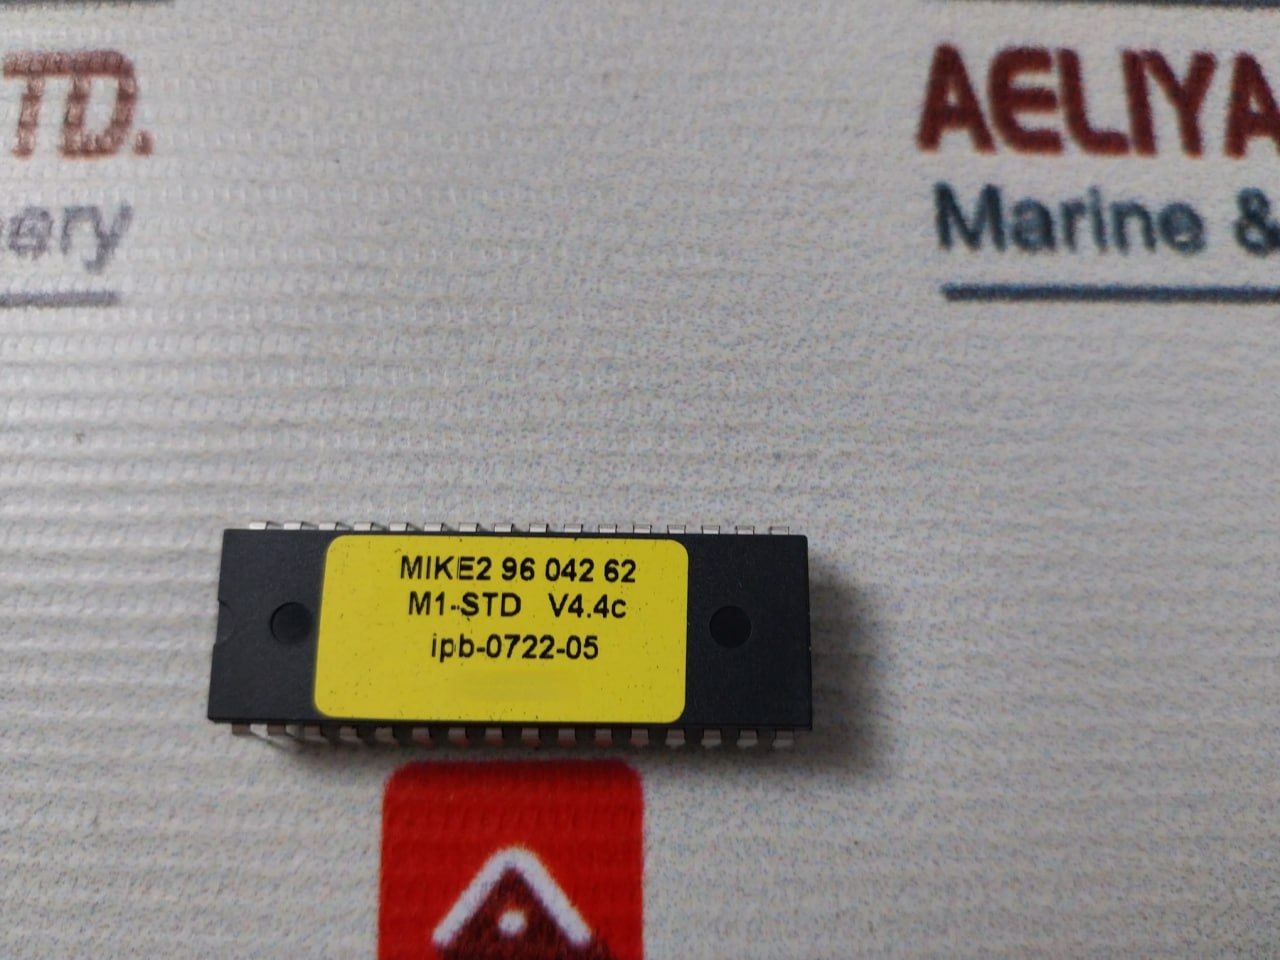 TD.
ery
AELIYA
Marine &
MIKE2 96 042 62
M1-STD V4.4c
ipb-0722-05